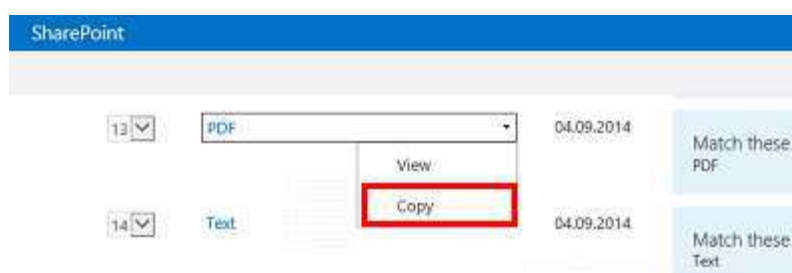 SharePoint
13 PDF 04.09.2014
Match these
PDF
View
Copy
14 Text 04.09.2014
Match these
Text